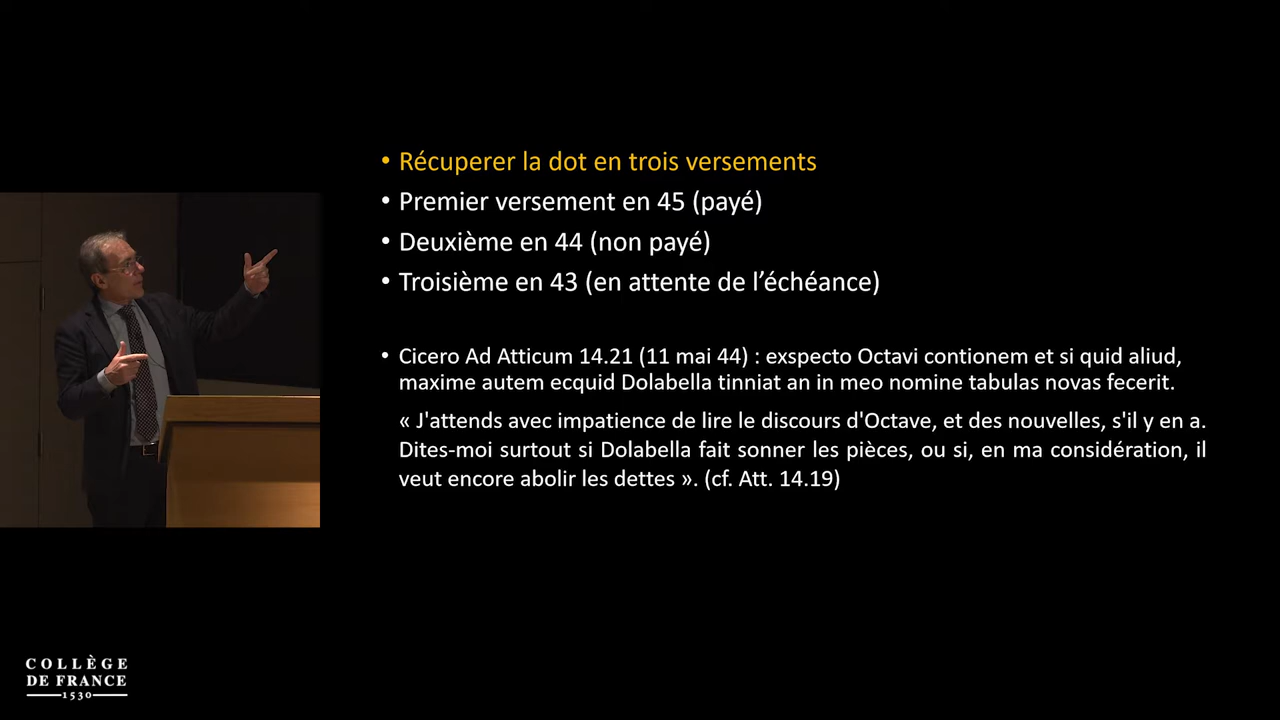 • Récuperer la dot en trois versements
• Premier versement en 45 (payé)
• Deuxième en 44 (non payé)
• Troisième en 43 (en attente de l’échéance)
• Cicero Ad Atticum 14.21 (11 mai 44) : exspecto Octavi contionem et si quid aliud,
maxime autem ecquid Dolabella tinniat an in meo nomine tabulas novas fecerit.
« J'attends avec impatience de lire le discours d'Octave, et des nouvelles, s'il y en a.
Dites-moi surtout si Dolabella fait sonner les pièces, ou si, en ma considération, il
veut encore abolir les dettes ». (cf. Att. 14.19)
COLLÈGE
DE FRANCE
1530